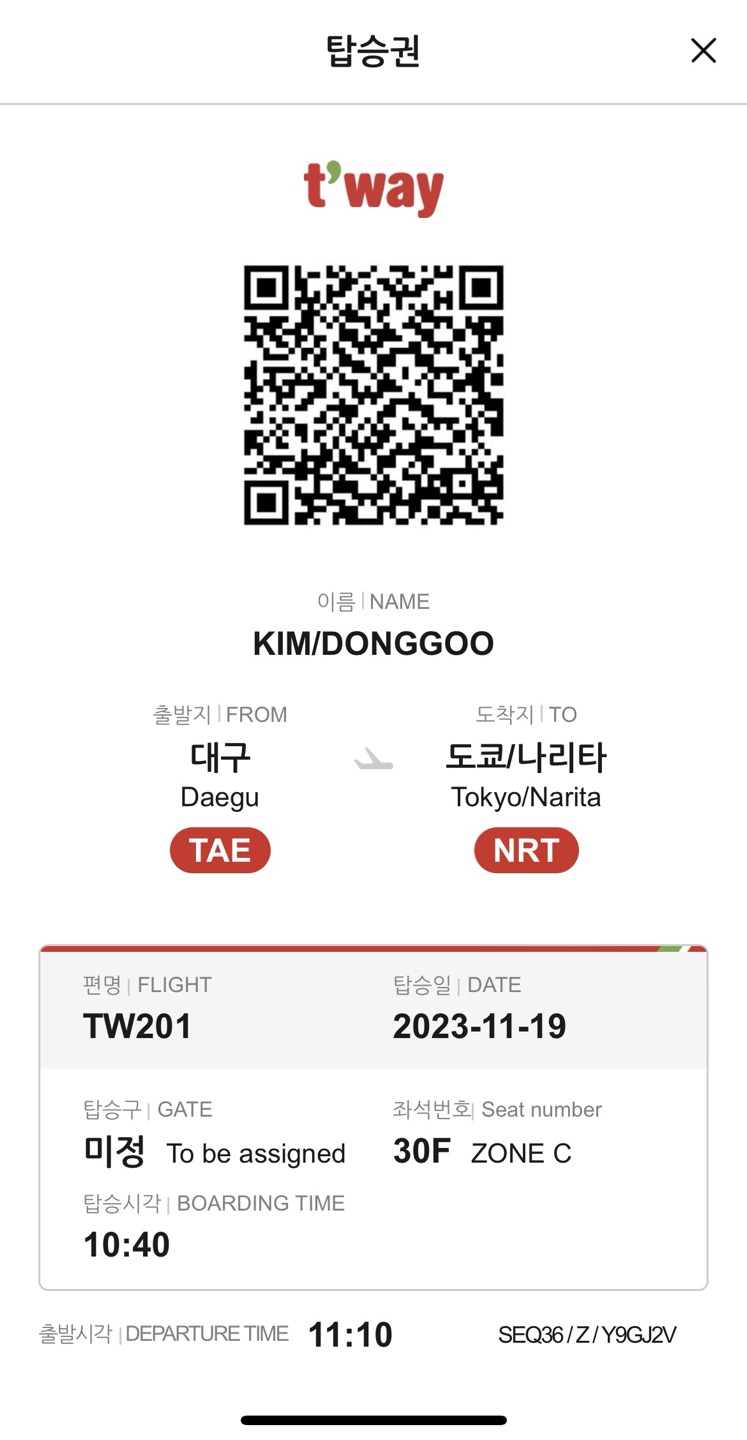 탑승권
t'way
이름 | NAME
KIM/DONGGOO
출발지 | FROM
도착지 | TO
대구
도쿄/나리타
Daegu
Tokyo/Narita
TAE
NRT
편명 | FLIGHT
탑승일 | DATE
TW201
2023-11-19
탑승구 | GATE
좌석번호 | Seat number
미정 To be assigned
30F ZONE C
탑승시각 | BOARDING TIME
10:40
출발시각 | DEPARTURE TIME 11:10
SEQ36 / Z / Y9GJ2V